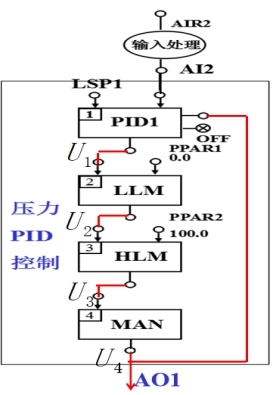 AIR2
输入处理
AI2
LSP1
1
PID1
OFF
U1
PPAR1
0.0
2
LLM
压力
PID
控制
U2
PPAR2
100.0
3
HLM
U3
4
MAN
U4
AO1